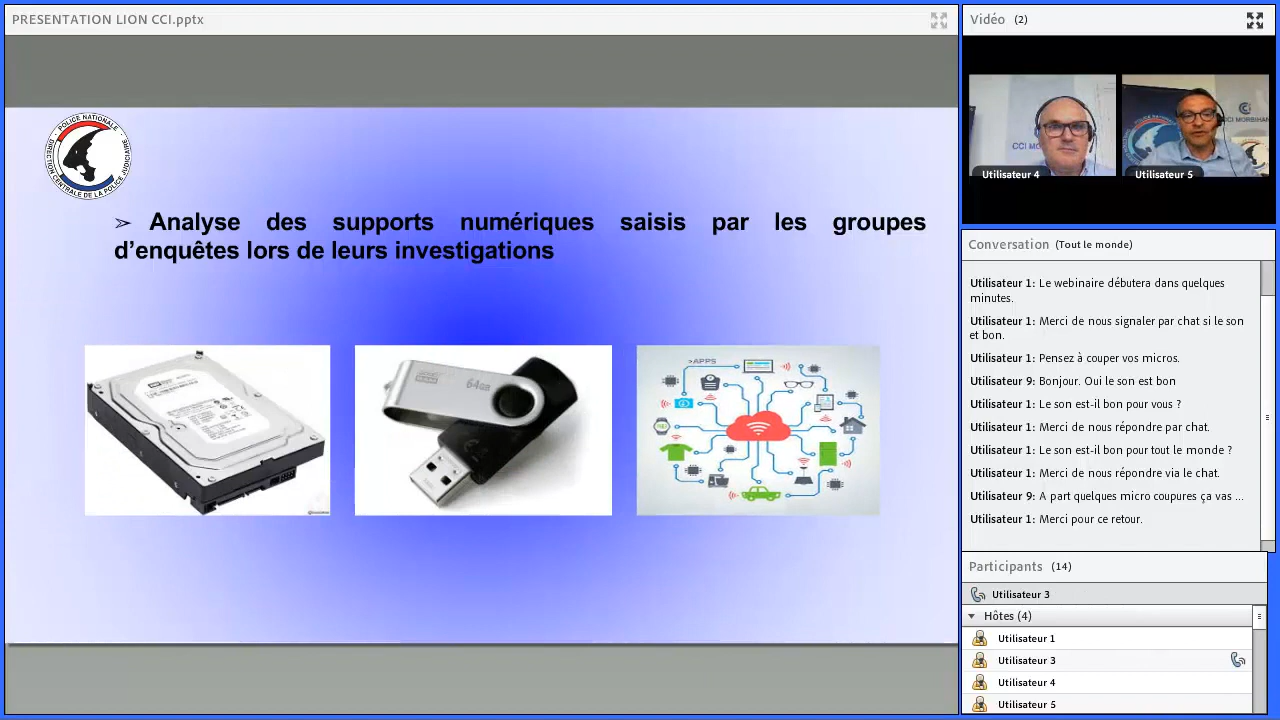 PRESENTATION LION CCI.pptx
POLICE NATIONALE
DIRECTION CENTRALE DE LA POLICE JUDICIAIRE
➢ Analyse des supports numériques saisis par les groupes
d’enquêtes lors de leurs investigations
64GB
>APPS
Vidéo (2)
CCI MORBIHAN
Utilisateur 4
Utilisateur 5
Conversation (Tout le monde)
Utilisateur 1: Le webinaire débutera dans quelques
minutes.
Utilisateur 1: Merci de nous signaler par chat si le son
et bon.
Utilisateur 1: Pensez à couper vos micros
Utilisateur 9: Bonjour. Oui le son est bon
Utilisateur 1: Le son est-il bon pour vous ?
Utilisateur 1: Merci de nous répondre par chat.
Utilisateur 1: Le son est-il bon pour tout le monde ?
Utilisateur 1: Merci de nous répondre via le chat.
Utilisateur 9: A part quelques micro coupures ça vas ...
Utilisateur 1: Merci pour ce retour.
Participants (14)
Utilisateur 3
Hôtes (4)
Utilisateur 1
Utilisateur 3
Utilisateur 4
Utilisateur 5